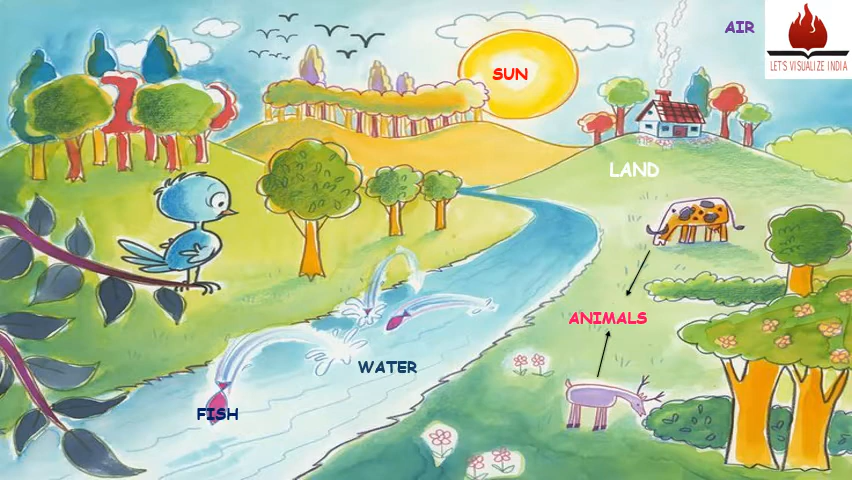 AIR
LET'S VISUALIZE INDIA
SUN
LAND
ANIMALS
WATER
FISH